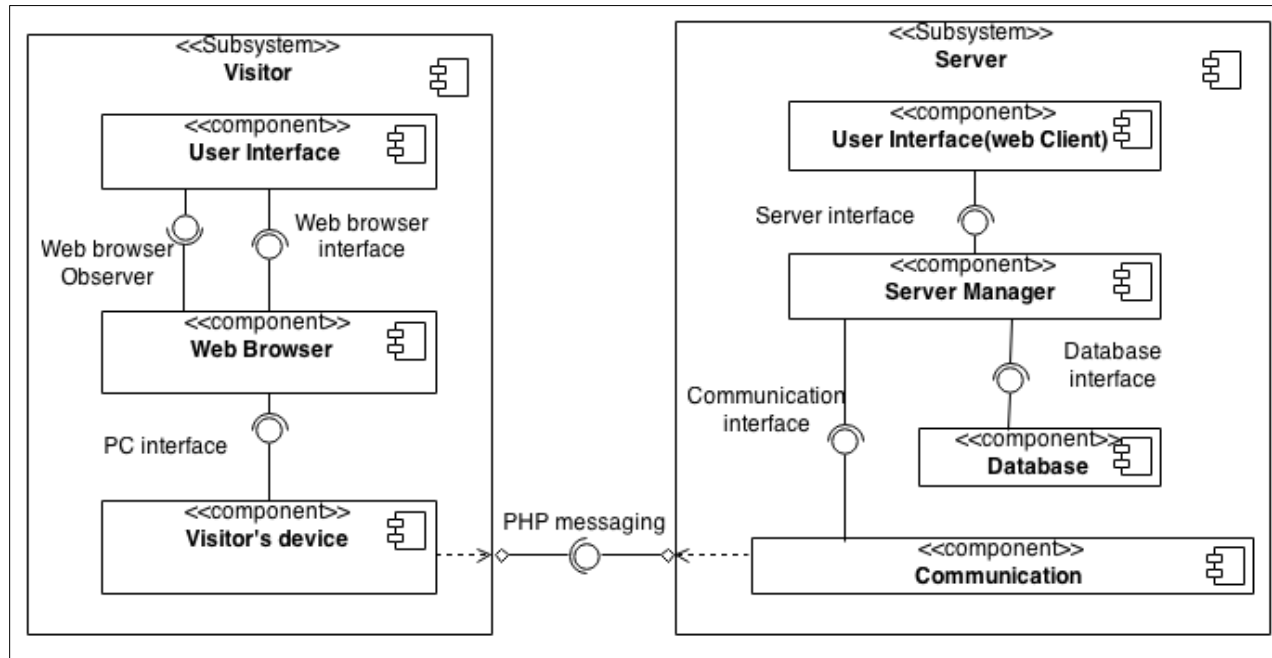 <<Subsystem>>
Visitor
<<component>>
User Interface
Web browser
Observer
Web browser
interface
<<component>>
Web Browser
PC interface
<<component>>
Visitor's device
PHP messaging
<<Subsystem>>
Server
<<component>>
User Interface(web Client)
Server interface
<<component>>
Server Manager
Communication
interface
Database
interface
<<component>>
Database
<<component>>
Communication